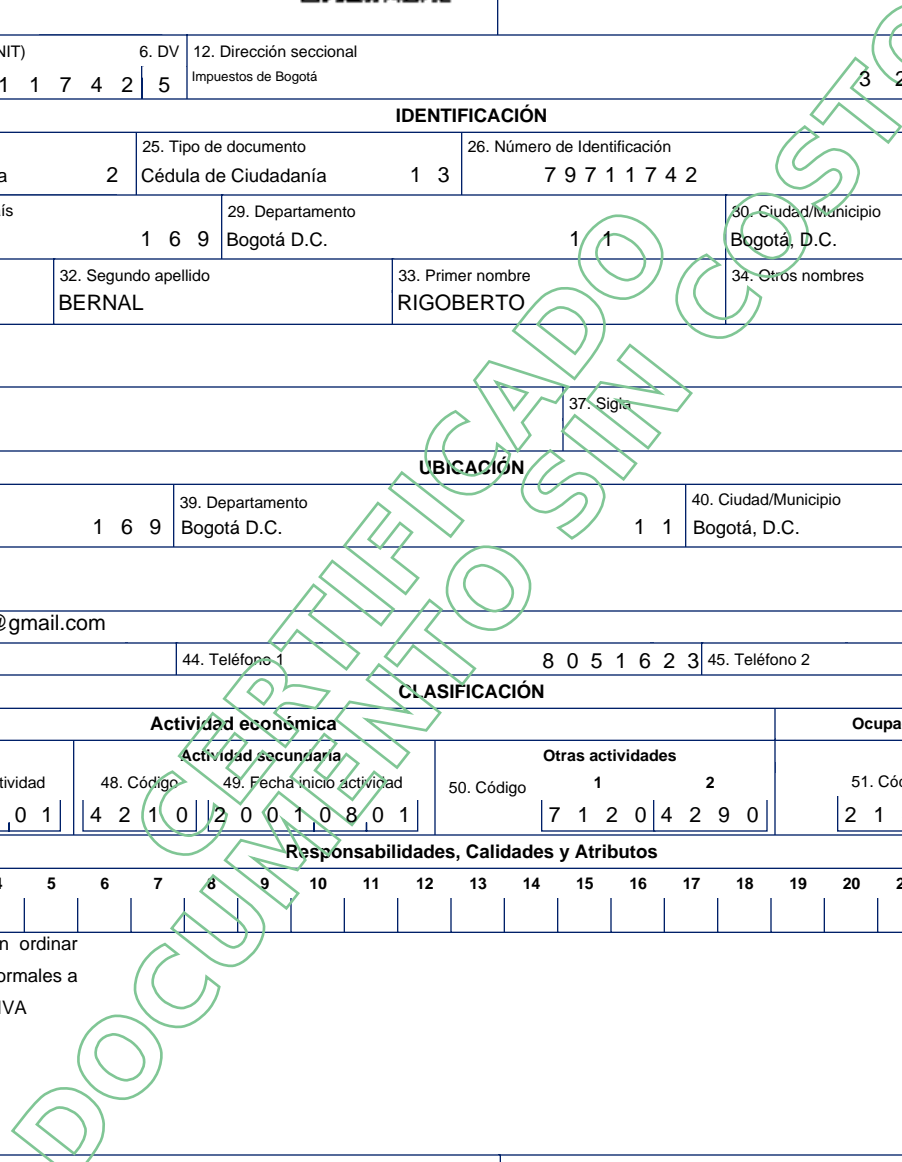 NIT) 6. DV 12. Dirección seccional
1 1 7 4 2 5 Impuestos de Bogotá 3 2
IDENTIFICACIÓN
25. Tipo de documento 26. Número de Identificación
a 2 Cédula de Ciudadanía 1 3 7 9 7 1 1 7 4 2
ís 29. Departamento 30. Ciudad/Municipio
1 6 9 Bogotá D.C. 1 1 Bogotá, D.C.
32. Segundo apellido 33. Primer nombre 34. Otros nombres
BERNAL RIGOBERTO
37. Sigla
UBICACIÓN
39. Departamento 40. Ciudad/Municipio
1 6 9 Bogotá D.C. 1 1 Bogotá, D.C.
@gmail.com
44. Teléfono 1 8 0 5 1 6 2 3 45. Teléfono 2
CLASIFICACIÓN
Actividad económica Ocupa
Actividad secundaria Otras actividades
tividad 48. Código 49. Fecha inicio actividad 50. Código 1 2 51. Cód
0 1 4 2 1 0 2 0 0 1 0 8 0 1 7 1 2 0 4 2 9 0 2 1
Responsabilidades, Calidades y Atributos
4 5 6 7 8 9 10 11 12 13 14 15 16 17 18 19 20 2
n ordinar
ormales a
IVA
CERTIFICADO
DOCUMENTO SIN COSTO